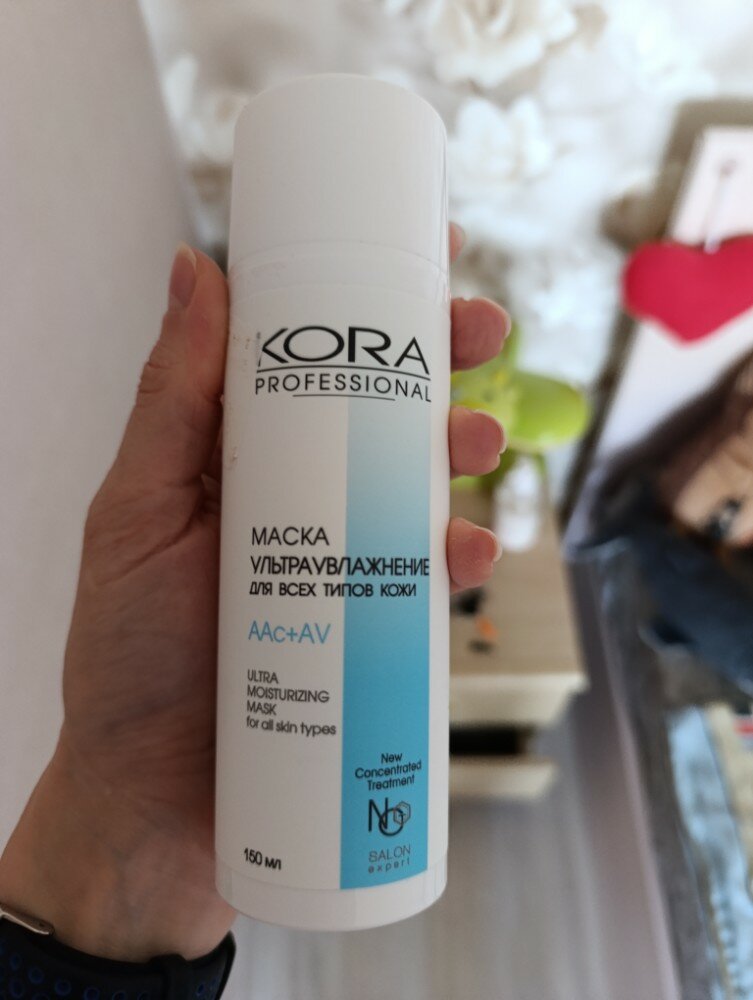 KORA
PROFESSIONAL
МАСКА
УЛЬТРАУВЛАЖНЕНИЕ
ДЛЯ ВСЕХ ТИПОВ КОЖИ
AAc+AV
ULTRA
MOISTURIZING
MASK
for all skin types
New
Concentrated
Treatment
150 мл
SALON
expert